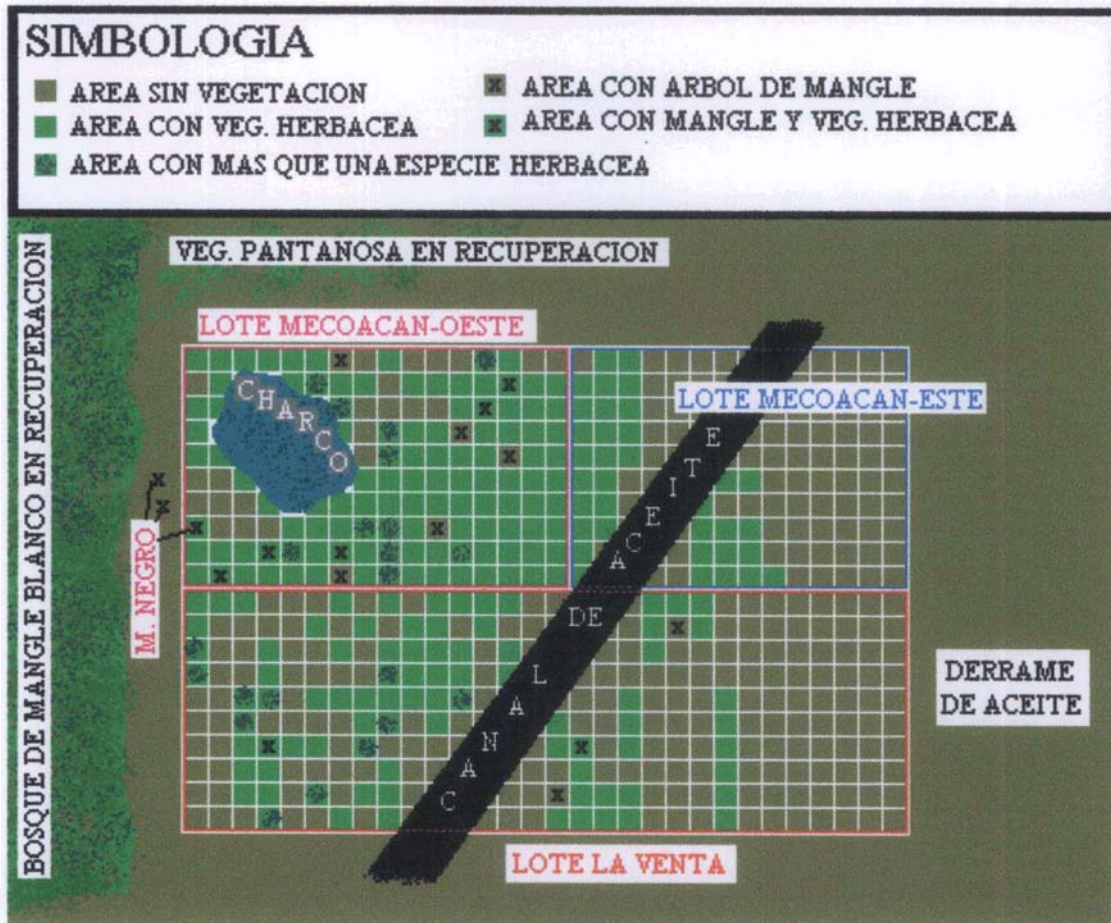 SIMBOLOGIA
AREA SIN VEGETACION
AREA CON ARBOL DE MANGLE
AREA CON VEG. HERBACEA
AREA CON MANGLE Y VEG. HERBACEA
AREA CON MAS QUE UNA ESPECIE HERBACEA
BOSQUE DE MANGLE BLANCO EN RECUPERACION
VEG. PANTANOSA EN RECUPERACION
LOTE MECOACAN-OESTE
LOTE MECOACAN-ESTE
CHARCO
M. NEGRO
CANAL DE ACEITE
DERRAME
DE ACEITE
LOTE LA VENTA